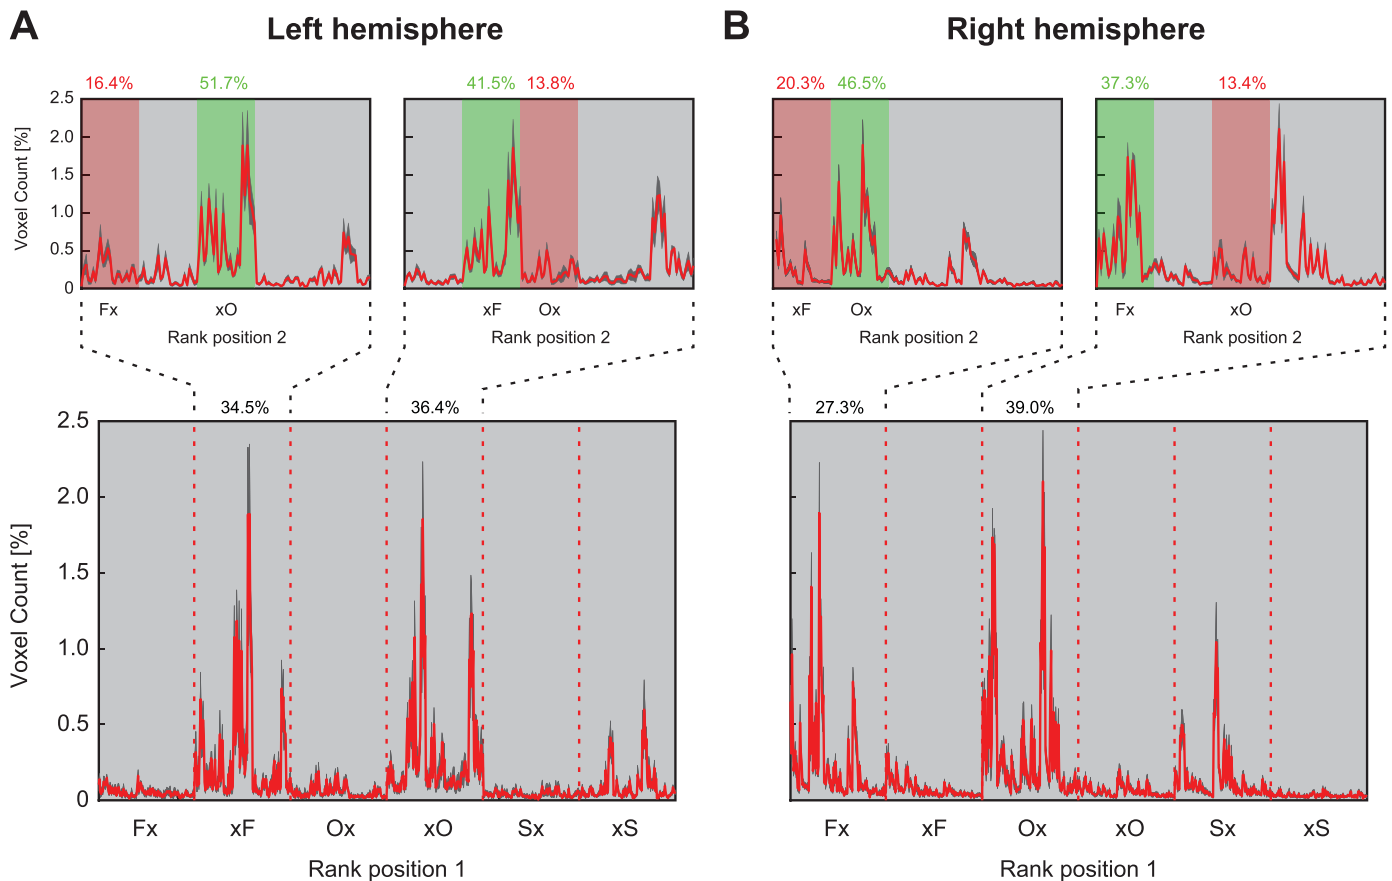 A Left hemisphere
B Right hemisphere
16.4% 51.7% 41.5% 13.8%
20.3% 46.5% 37.3% 13.4%
Voxel Count [%]
2.5
2.0
1.5
1.0
0.5
0
Fx xO
Rank position 2
xF Ox
Rank position 2
xF Ox
Rank position 2
Fx xO
Rank position 2
34.5% 36.4%
27.3% 39.0%
Voxel Count [%]
2.5
2.0
1.5
1.0
0.5
0
Fx xF Ox xO Sx xS
Rank position 1
Fx xF Ox xO Sx xS
Rank position 1